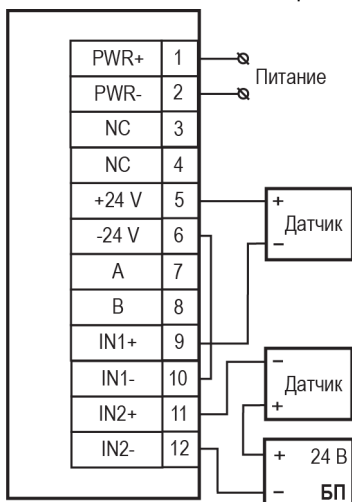 PWR+ 1
PWR- 2
Питание
NC 3
NC 4
+24 V 5
-24 V 6
A 7
B 8
IN1+ 9
IN1- 10
IN2+ 11
IN2- 12
+
Датчик
−
−
Датчик
+
+ 24 В
− БП